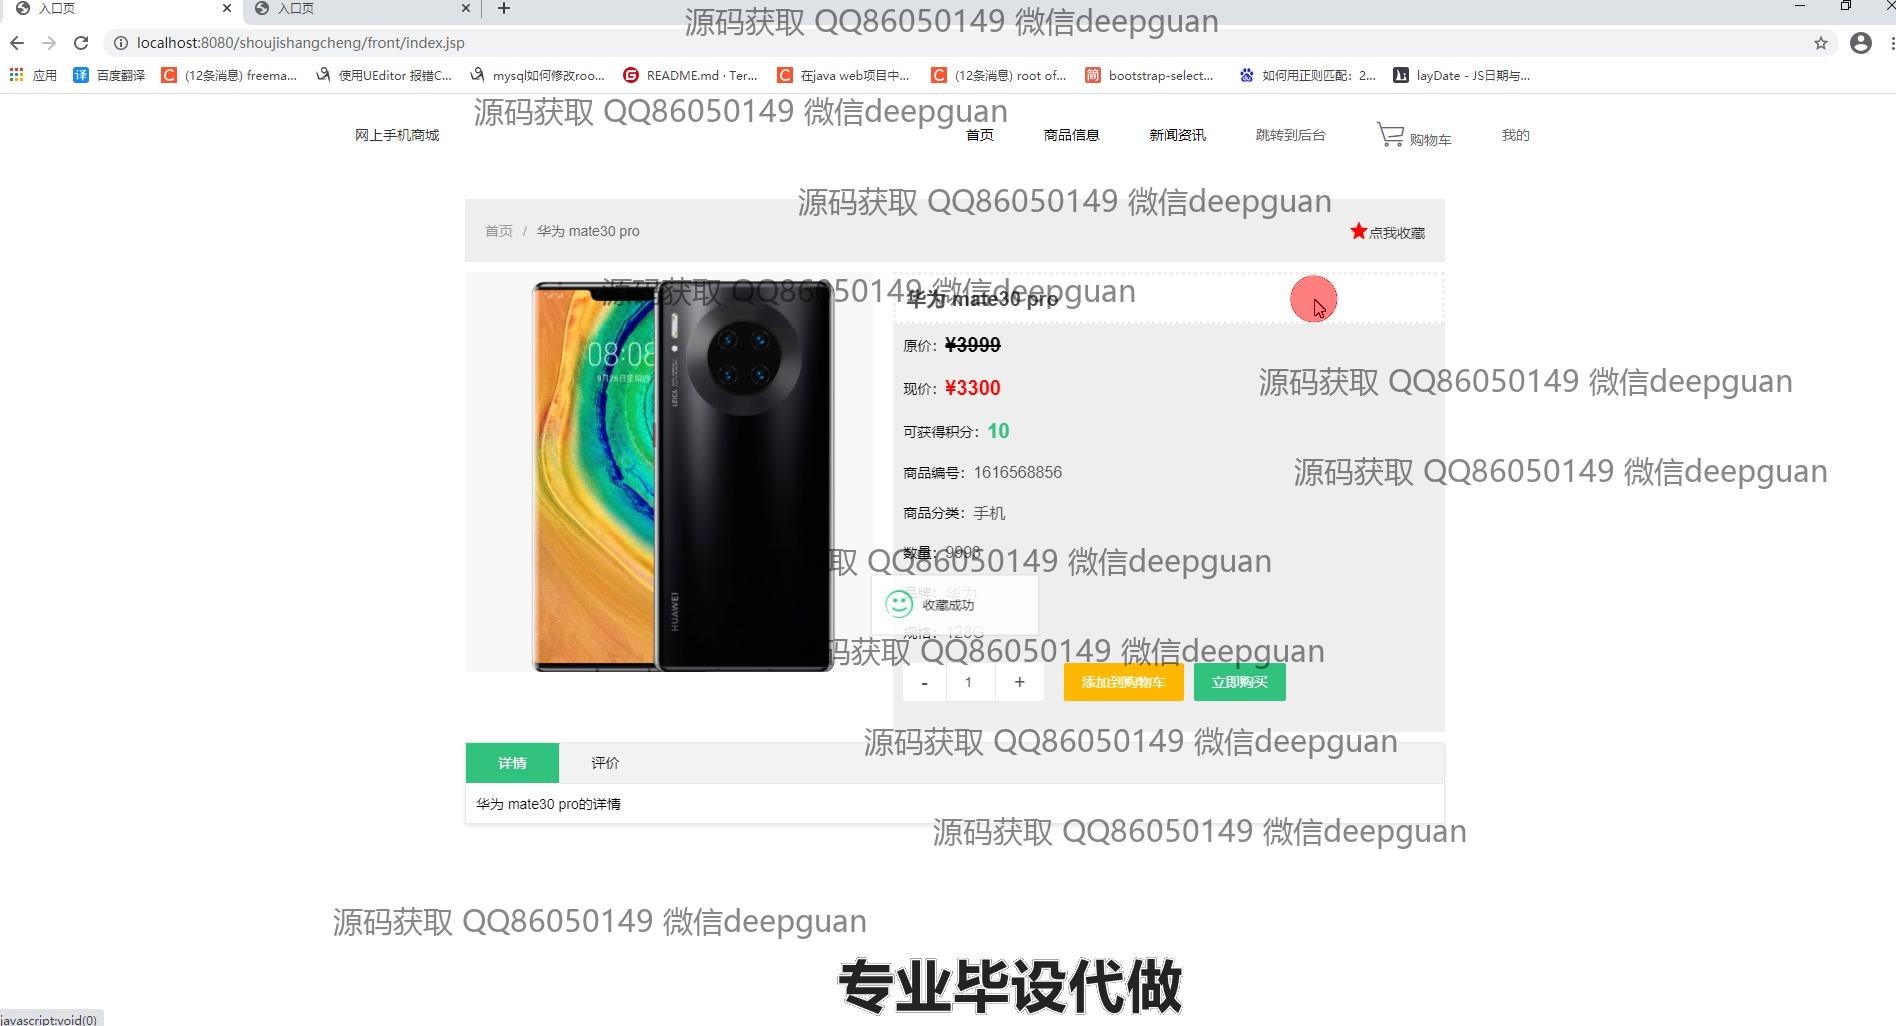 入口页
入口页
源码获取 QQ86050149 微信deepguan
localhost:8080/shoujishangcheng/front/index.jsp
应用 百度翻译 (12条消息) freema... 使用UEditor 报错C... mysql如何修改roo... README.md · Ter... 在java web项目中... (12条消息) root of... bootstrap-select... 如何用正则匹配：2... layDate - JS日期与...
源码获取 QQ86050149 微信deepguan
网上手机商城 首页 商品信息 新闻资讯 跳转到后台 购物车 我的
源码获取 QQ86050149 微信deepguan
首页 / 华为 mate30 pro
点我收藏
源码获取 QQ86050149 微信deepguan
华为 mate30 pro
08:08
LEICA
原价：¥3999
源码获取 QQ86050149 微信deepguan
现价：¥3300
可获得积分：10
商品编号：1616568856
源码获取 QQ86050149 微信deepguan
商品分类：手机
数量：9993
取 QQ86050149 微信deepguan
品牌：华为
收藏成功
规格：128G
HUAWEI
码获取 QQ86050149 微信deepguan
- 1 + 添加到购物车 立即购买
源码获取 QQ86050149 微信deepguan
详情 评价
华为 mate30 pro的详情
源码获取 QQ86050149 微信deepguan
源码获取 QQ86050149 微信deepguan
专业毕设代做
javascript:void(0)